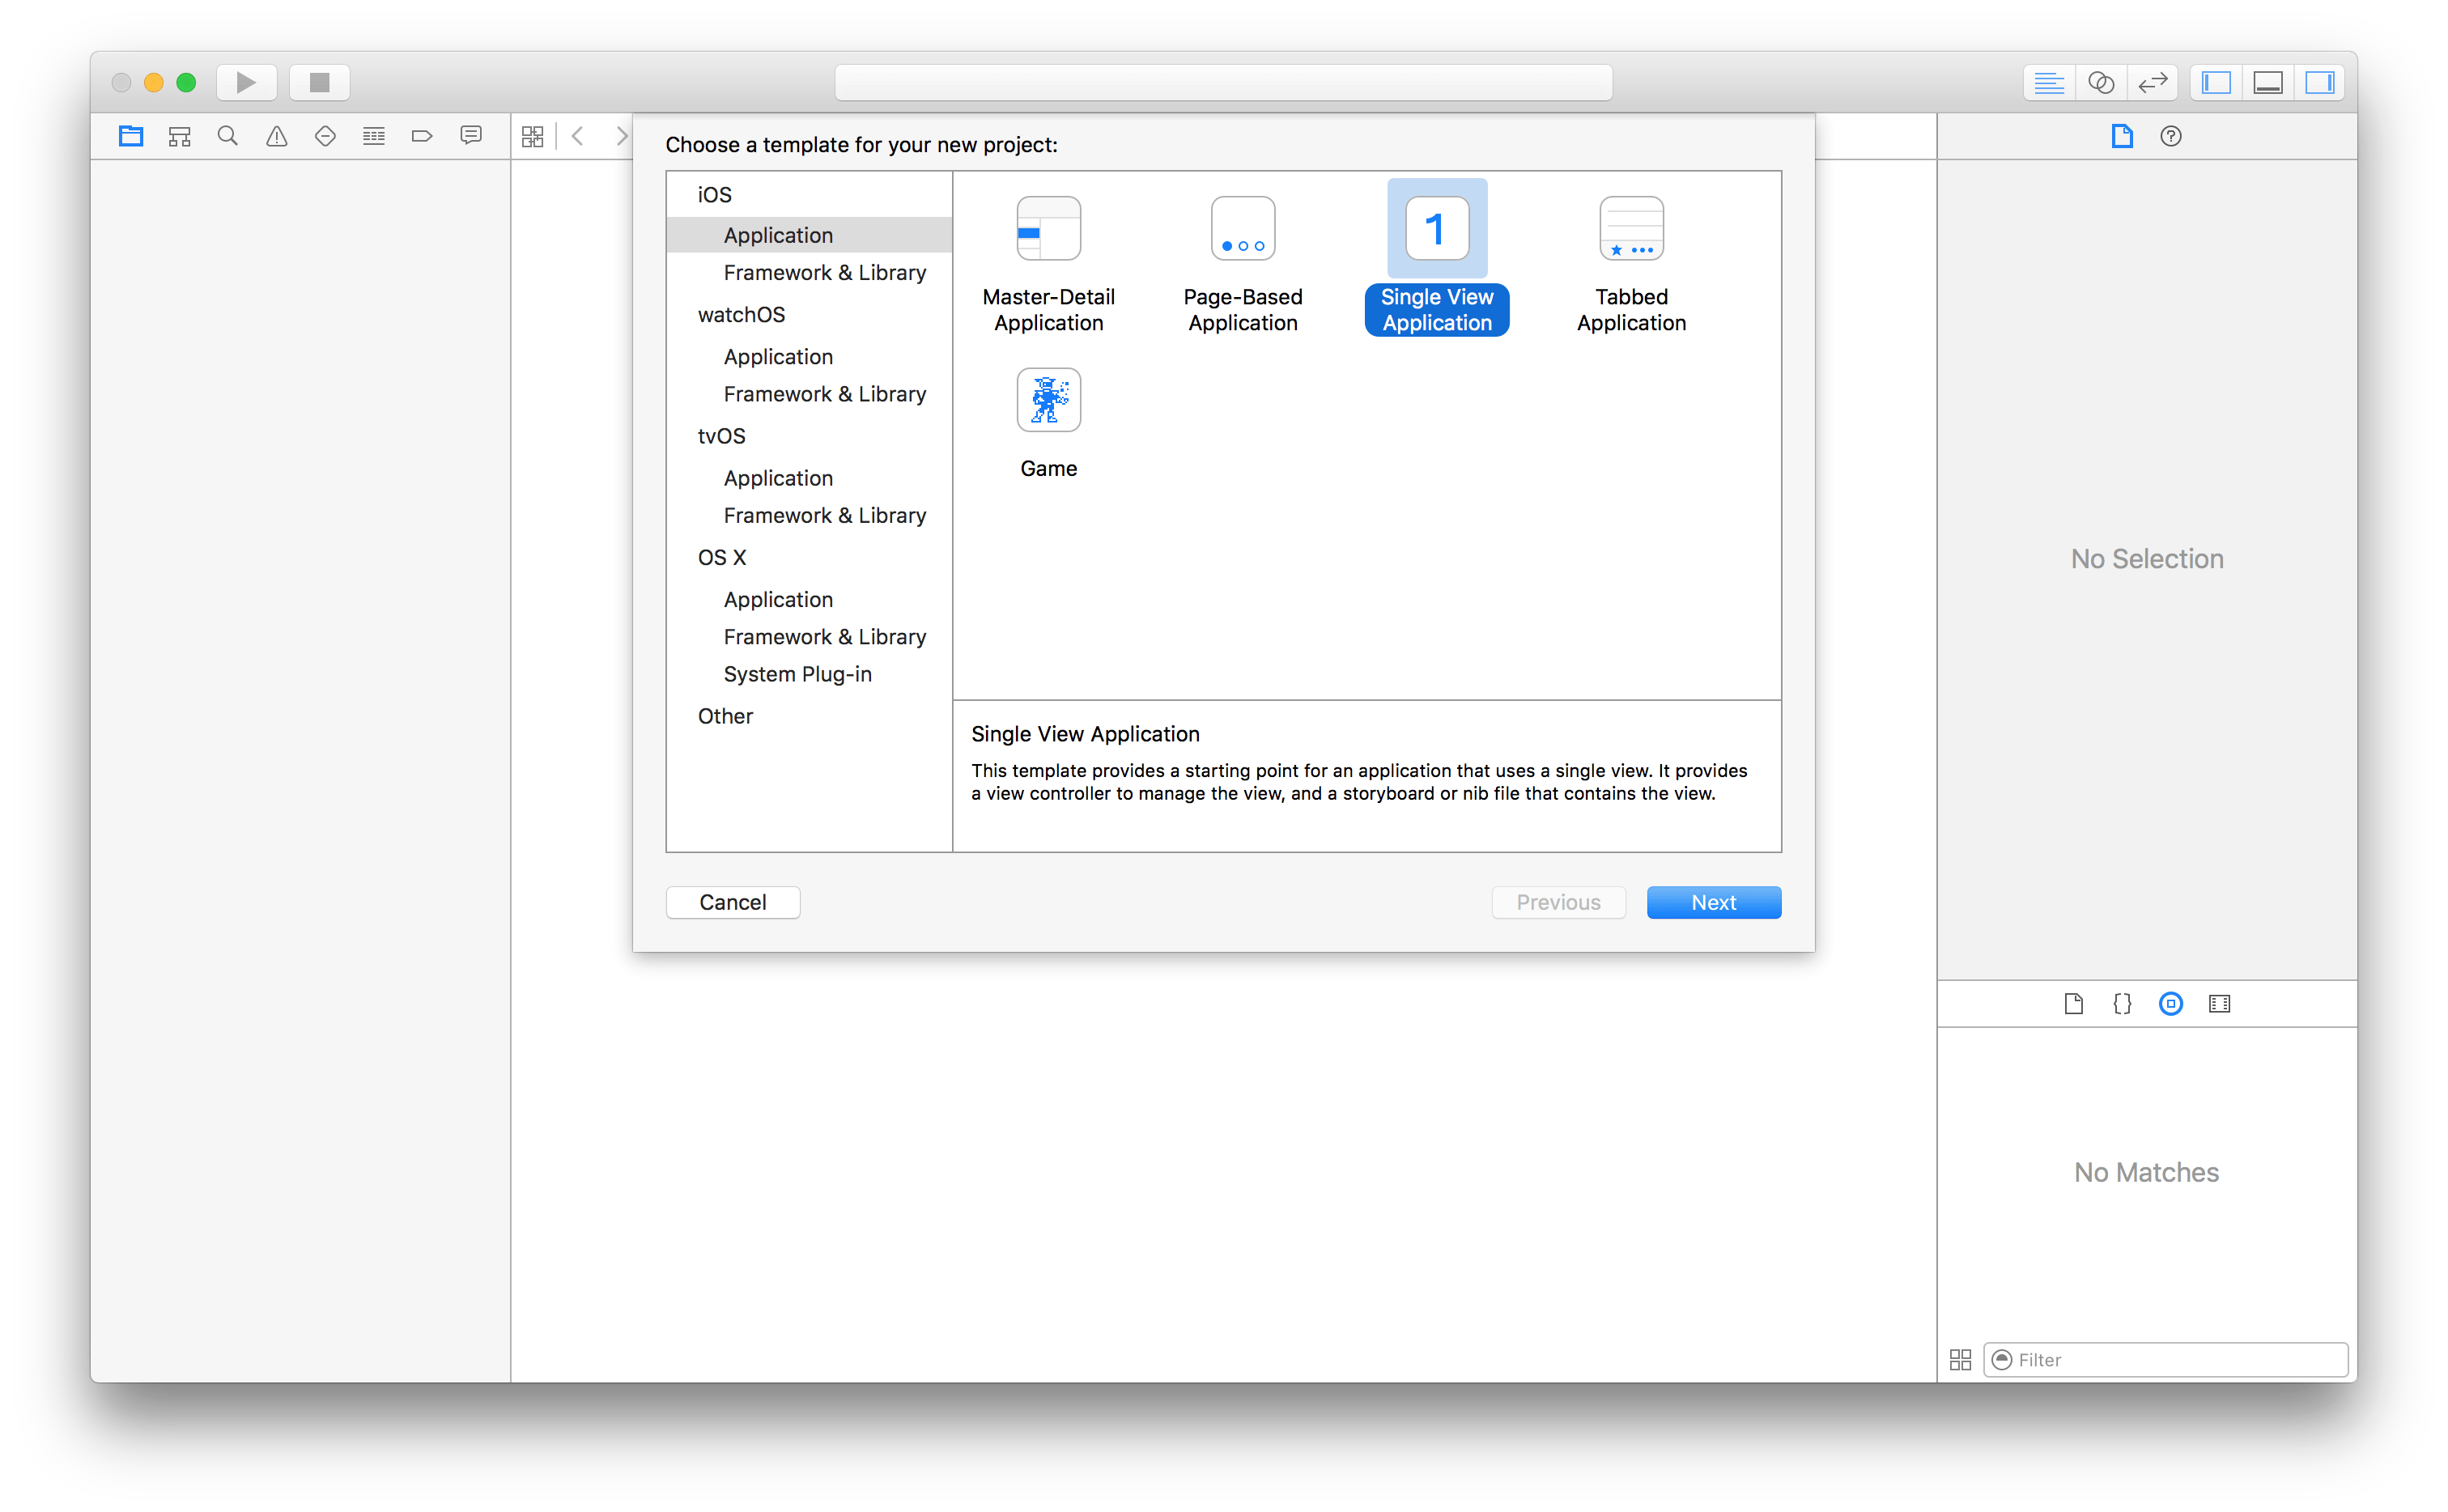 Choose a template for your new project:
iOS
Application
Framework & Library
watchOS
Application
Framework & Library
tvOS
Application
Framework & Library
OS X
Application
Framework & Library
System Plug-in
Other
Master-Detail
Application
Page-Based
Application
1
Single View
Application
Tabbed
Application
Game
Single View Application
This template provides a starting point for an application that uses a single view. It provides
a view controller to manage the view, and a storyboard or nib file that contains the view.
Cancel
Previous
Next
No Selection
{}
No Matches
Filter